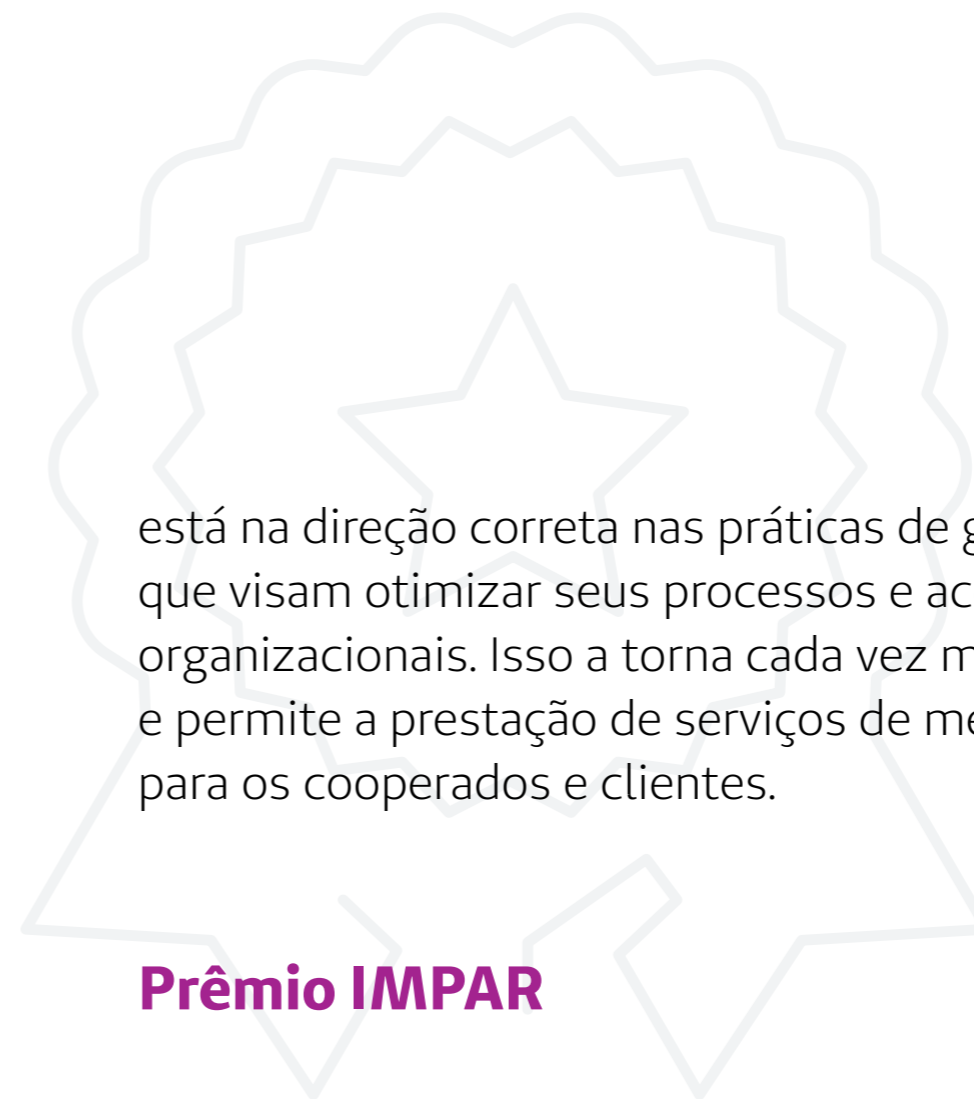 está na direção correta nas práticas de
que visam otimizar seus processos e
organizacionais. Isso a torna cada vez
e permite a prestação de serviços de
para os cooperados e clientes.
Prêmio IMPAR